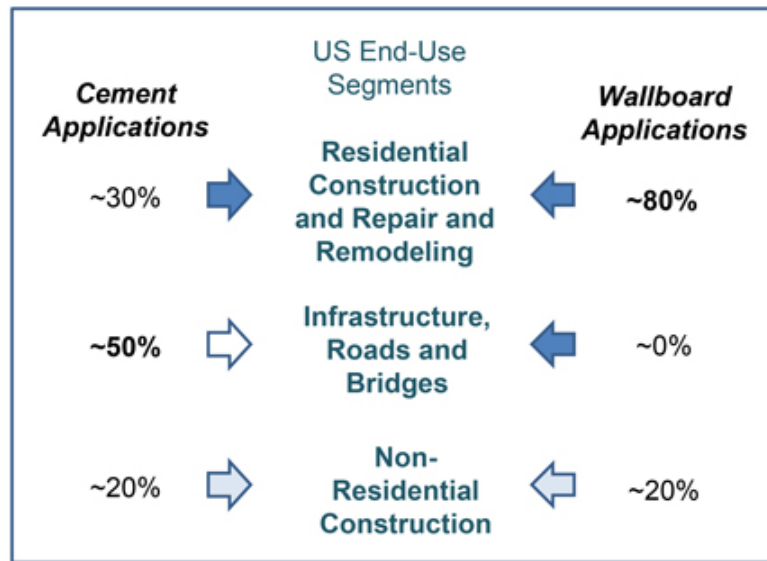 US End-Use
Segments
Cement
Applications
Wallboard
Applications
~30%
Residential
Construction
and Repair and
Remodeling
~80%
~50%
Infrastructure,
Roads and
Bridges
~0%
~20%
Non-
Residential
Construction
~20%